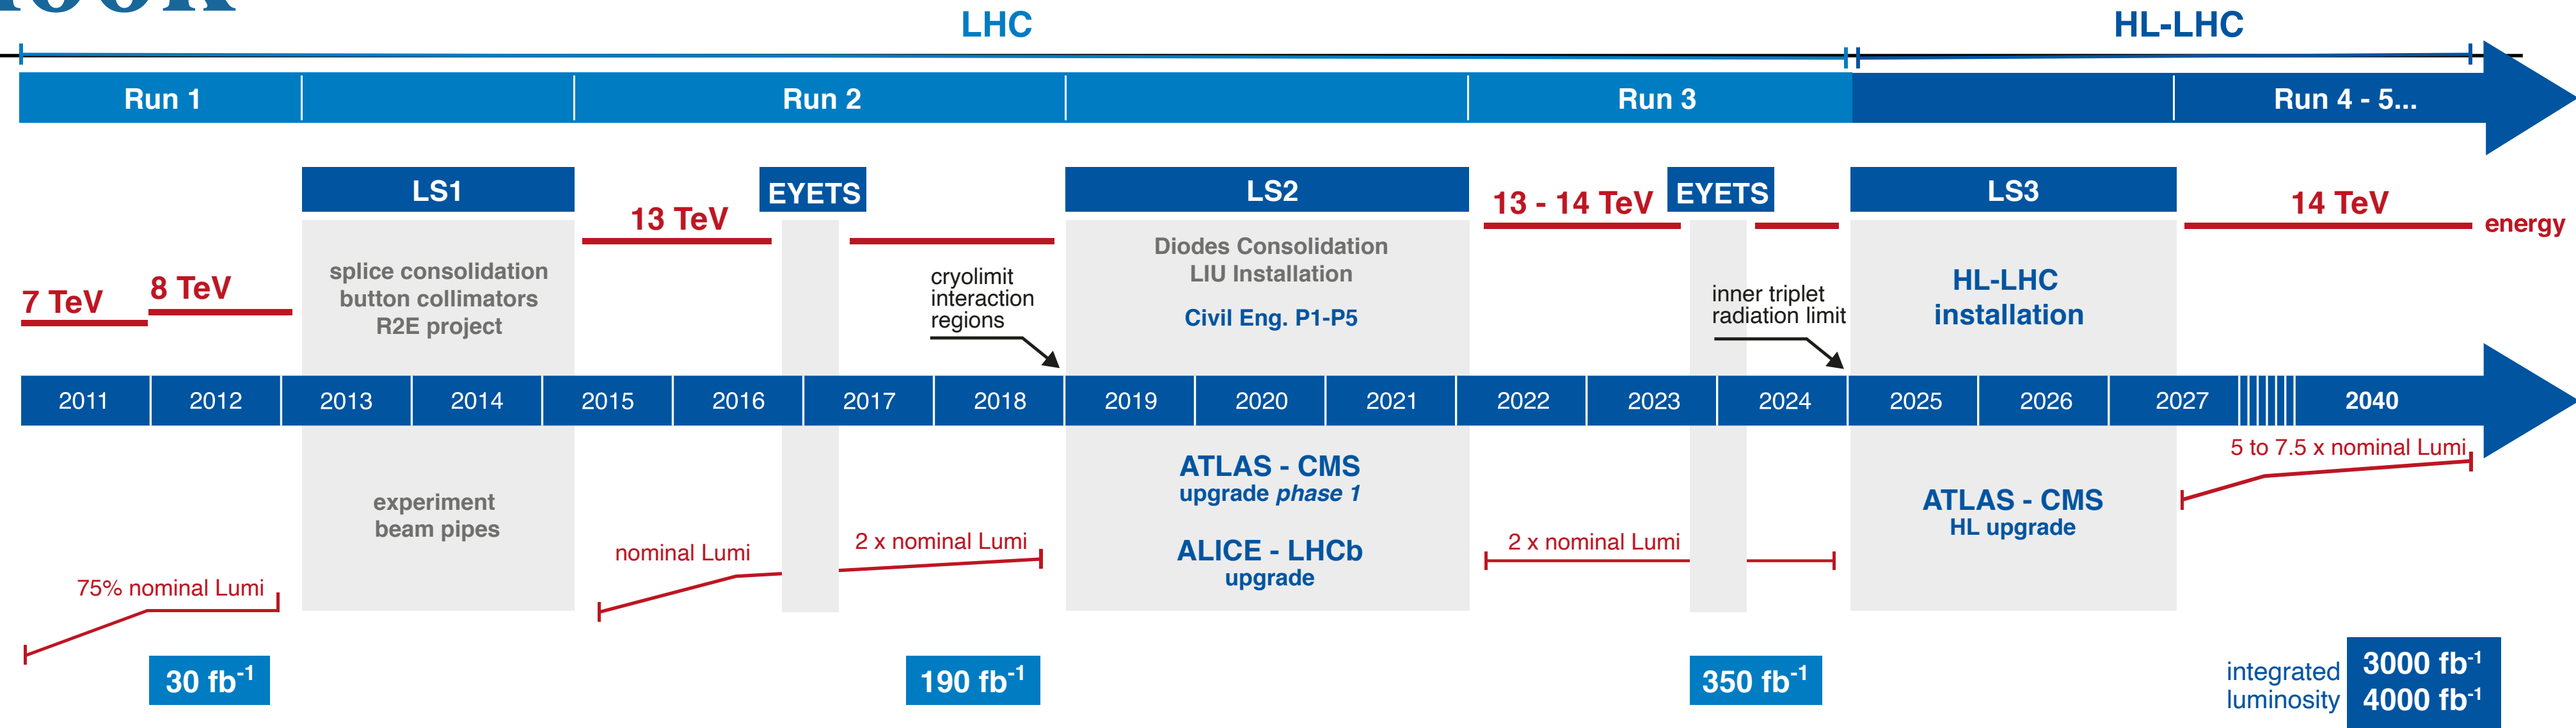 LHC
HL-LHC
Run 1
Run 2
Run 3
Run 4 - 5...
LS1
EYETS
LS2
EYETS
LS3
13 TeV
13 - 14 TeV
14 TeV
energy
7 TeV
8 TeV
splice consolidation
button collimators
R2E project
cryolimit
interaction
regions
Diodes Consolidation
LIU Installation
Civil Eng. P1-P5
inner triplet
radiation limit
HL-LHC
installation
2011 2012 2013 2014 2015 2016 2017 2018 2019 2020 2021 2022 2023 2024 2025 2026 2027 2040
5 to 7.5 x nominal Lumi
experiment
beam pipes
ATLAS - CMS
upgrade phase 1
ALICE - LHCb
upgrade
ATLAS - CMS
HL upgrade
75% nominal Lumi
nominal Lumi
2 x nominal Lumi
2 x nominal Lumi
30 fb-1
190 fb-1
350 fb-1
integrated
luminosity
3000 fb-1
4000 fb-1